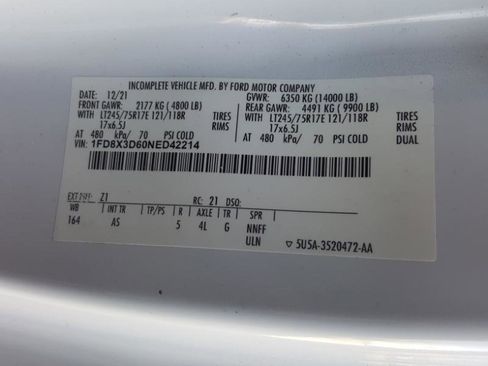 INCOMPLETE VEHICLE MFD. BY FORD MOTOR COMPANY
DATE: 12/21 GVWR: 6350 KG (14000 LB)
FRONT GAWR: 2177 KG (4800 LB) REAR GAWR: 4491 KG (9900 LB)
WITH LT245/75R17E 121/118R TIRES WITH LT245/75R17E 121/118R TIRES
17x6.5J RIMS 17x6.5J RIMS
AT 480 kPa/ 70 PSI COLD AT 480 kPa/ 70 PSI COLD DUAL
VIN: 1FD8X3D60NED42214
EXT PNT: Z1 RC: 21 DSO:
WB INT TR TP/PS R AXLE TR SPR
164 AS 5 4L G NNFF
ULN ▽ 5U5A-3520472-AA